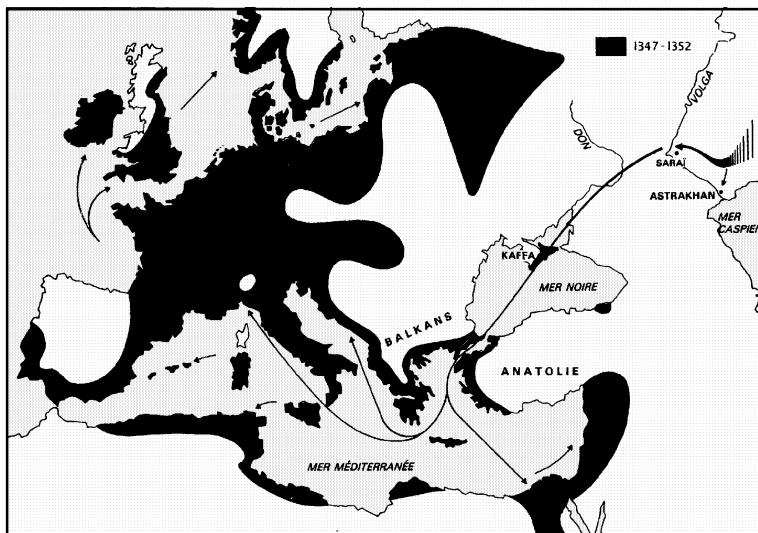 1347-1352
VOLGA
DON
SARAÏ
ASTRAKHAN
MER
CASPIEN
KAFFA
MER NOIRE
BALKANS
ANATOLIE
MER MÉDITERRANÉE